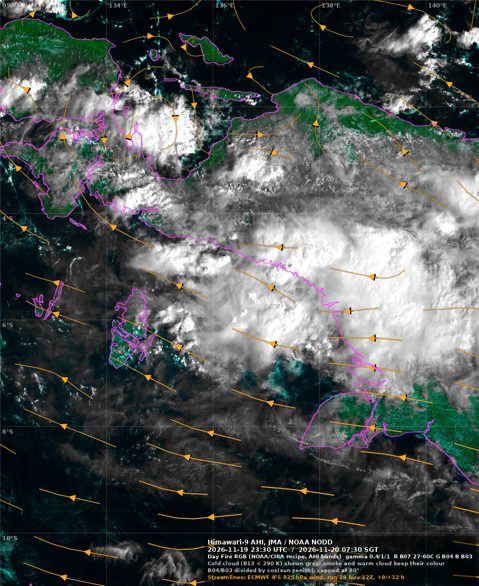 132°E 134°E 136°E 138°E 140°E
6°S
8°S
10°S
Himawari-9 AHI, JMA / NOAA NODD
2026-11-19 23:30 UTC / 2026-11-20 07:30 SGT
Day Fire RGB (NOAA/CIRA recipe, AHI bands) gamma 0.4/1/1 R B07 27-60C G B04 B B03
Cold cloud (B13 < 290 K) shown grey; smoke and warm cloud keep their colour
B04/B03 divided by cos(sun zenith), capped at 80°
Streamlines: ECMWF IFS 925 hPa wind, run 19 Nov 12Z, +9/+12 h